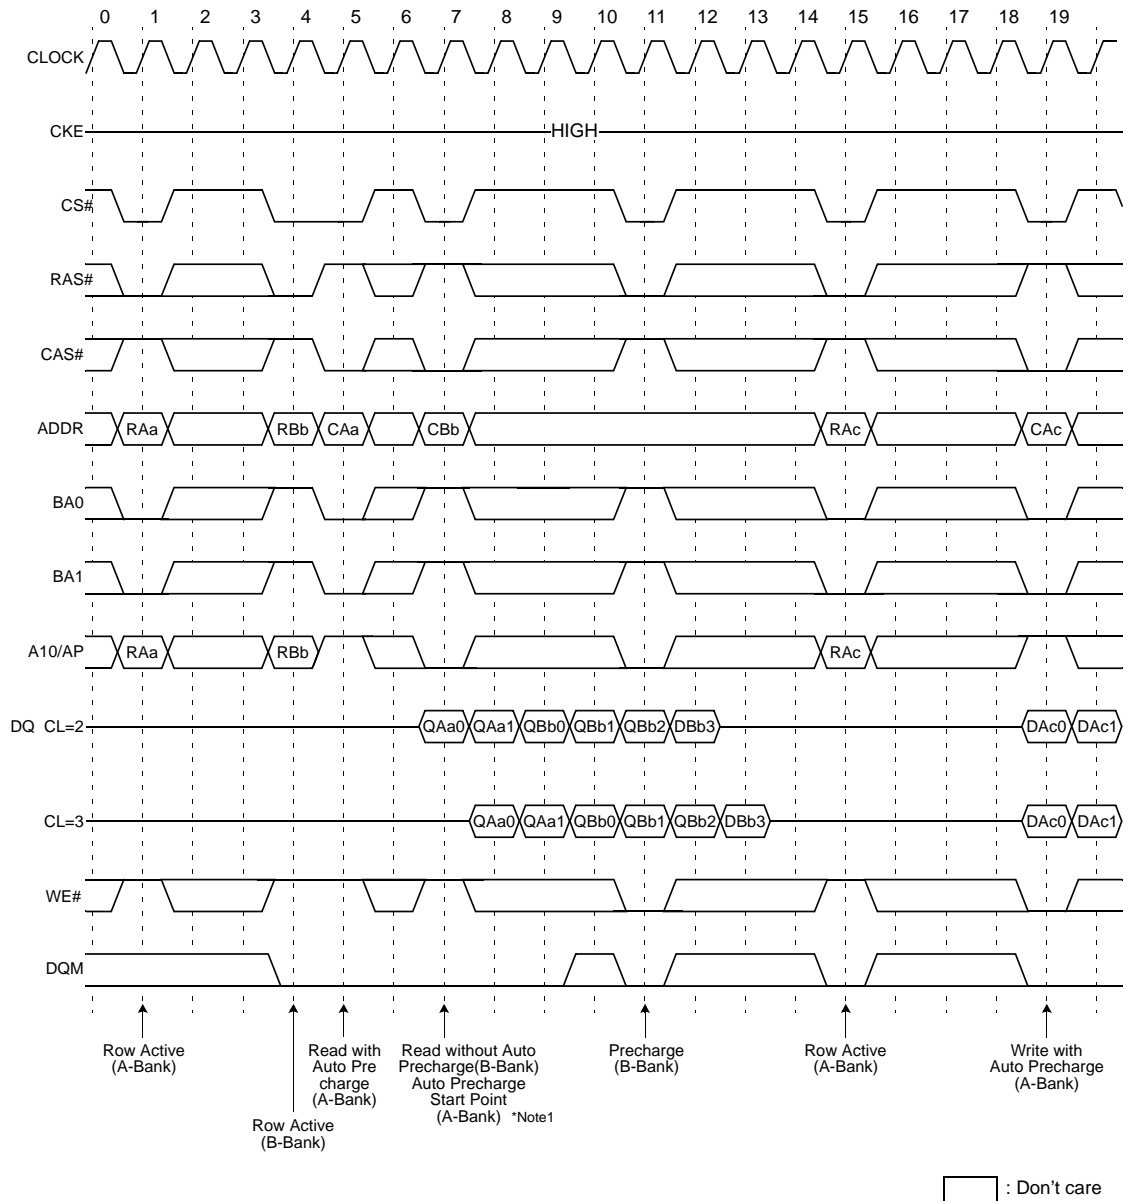 0 1 2 3 4 5 6 7 8 9 10 11 12 13 14 15 16 17 18 19
CLOCK
CKE HIGH
CS#
RAS#
CAS#
ADDR RAa RBb CAa CBb RAc CAc
BA0
BA1
A10/AP RAa RBb RAc
DQ CL=2 QAa0 QAa1 QBb0 QBb1 QBb2 DBb3 DAc0 DAc1
CL=3 QAa0 QAa1 QBb0 QBb1 QBb2 DBb3 DAc0 DAc1
WE#
DQM
Row Active
(A-Bank)
Row Active
(B-Bank)
Read with
Auto Pre
charge
(A-Bank)
Read without Auto
Precharge(B-Bank)
Auto Precharge
Start Point
(A-Bank) *Note1
Precharge
(B-Bank)
Row Active
(A-Bank)
Write with
Auto Precharge
(A-Bank)
: Don't care